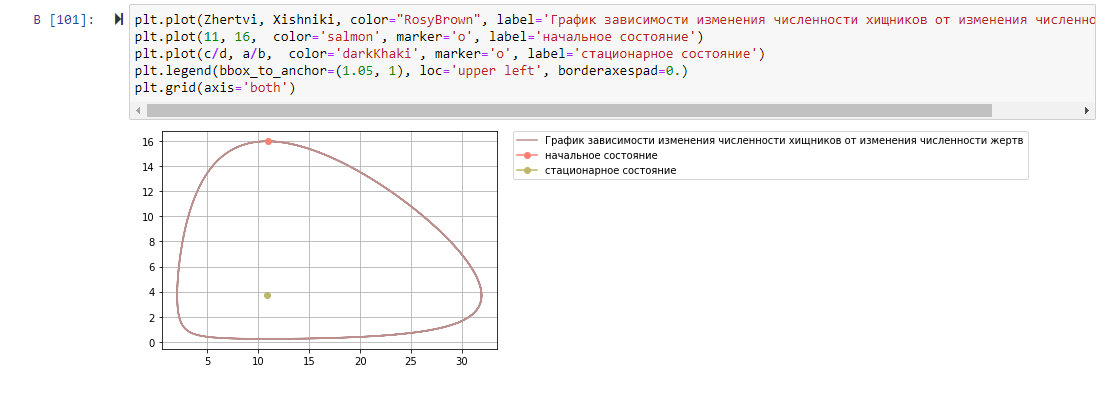 В [101]:
plt.plot(Zhertvi, Xishniki, color="RosyBrown", label='График зависимости изменения численности хищников от изменения численно
plt.plot(11, 16,  color='salmon', marker='o', label='начальное состояние')
plt.plot(c/d, a/b,  color='darkKhaki', marker='o', label='стационарное состояние')
plt.legend(bbox_to_anchor=(1.05, 1), loc='upper left', borderaxespad=0.)
plt.grid(axis='both')
16
14
12
10
8
6
4
2
0
5 10 15 20 25 30
График зависимости изменения численности хищников от изменения численности жертв
начальное состояние
стационарное состояние